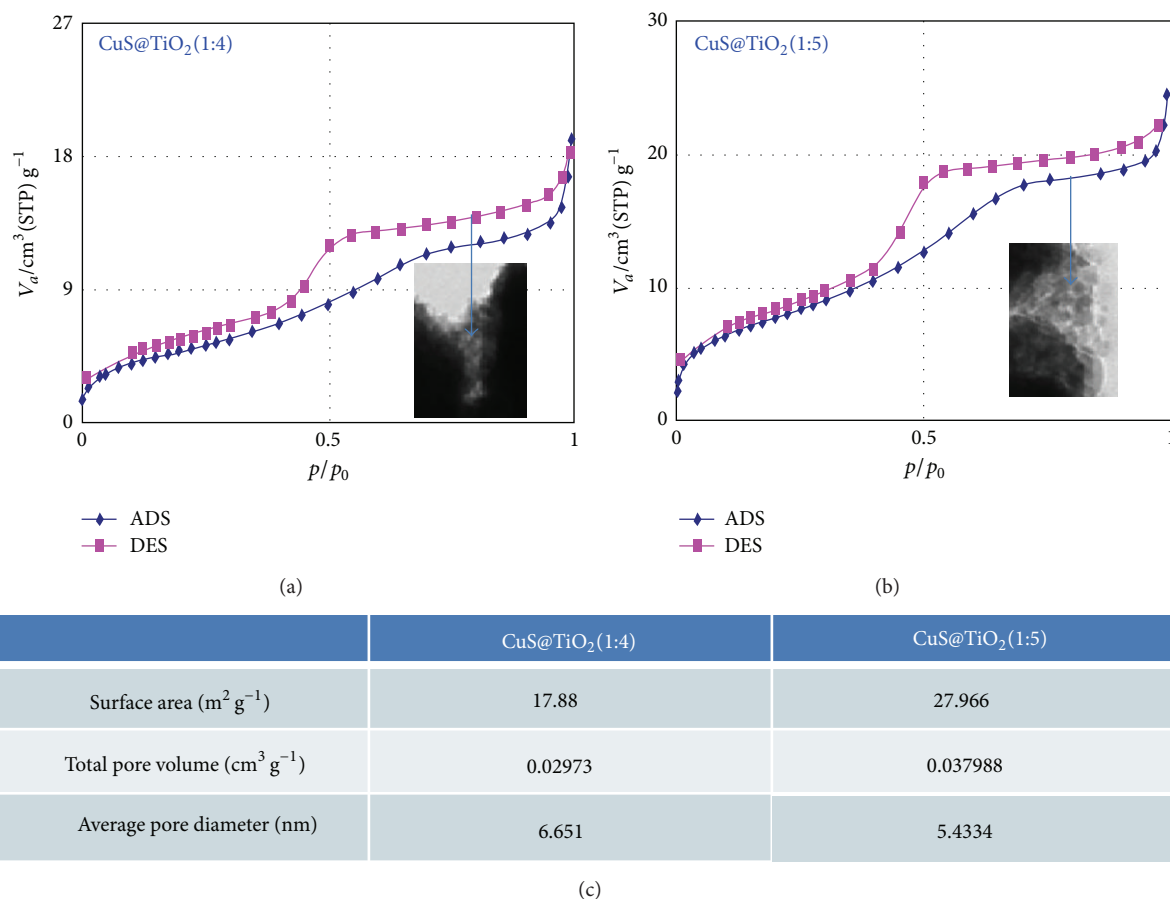 27
18
9
0
0
0.5
1
CuS@TiO₂(1:4)
Vₐ/cm³(STP) g⁻¹
p/p₀
ADS
DES
(a)
30
20
10
0
0
0.5
1
CuS@TiO₂(1:5)
Vₐ/cm³(STP) g⁻¹
p/p₀
ADS
DES
(b)
CuS@TiO₂(1:4) CuS@TiO₂(1:5)
Surface area (m² g⁻¹) 17.88 27.966
Total pore volume (cm³ g⁻¹) 0.02973 0.037988
Average pore diameter (nm) 6.651 5.4334
(c)